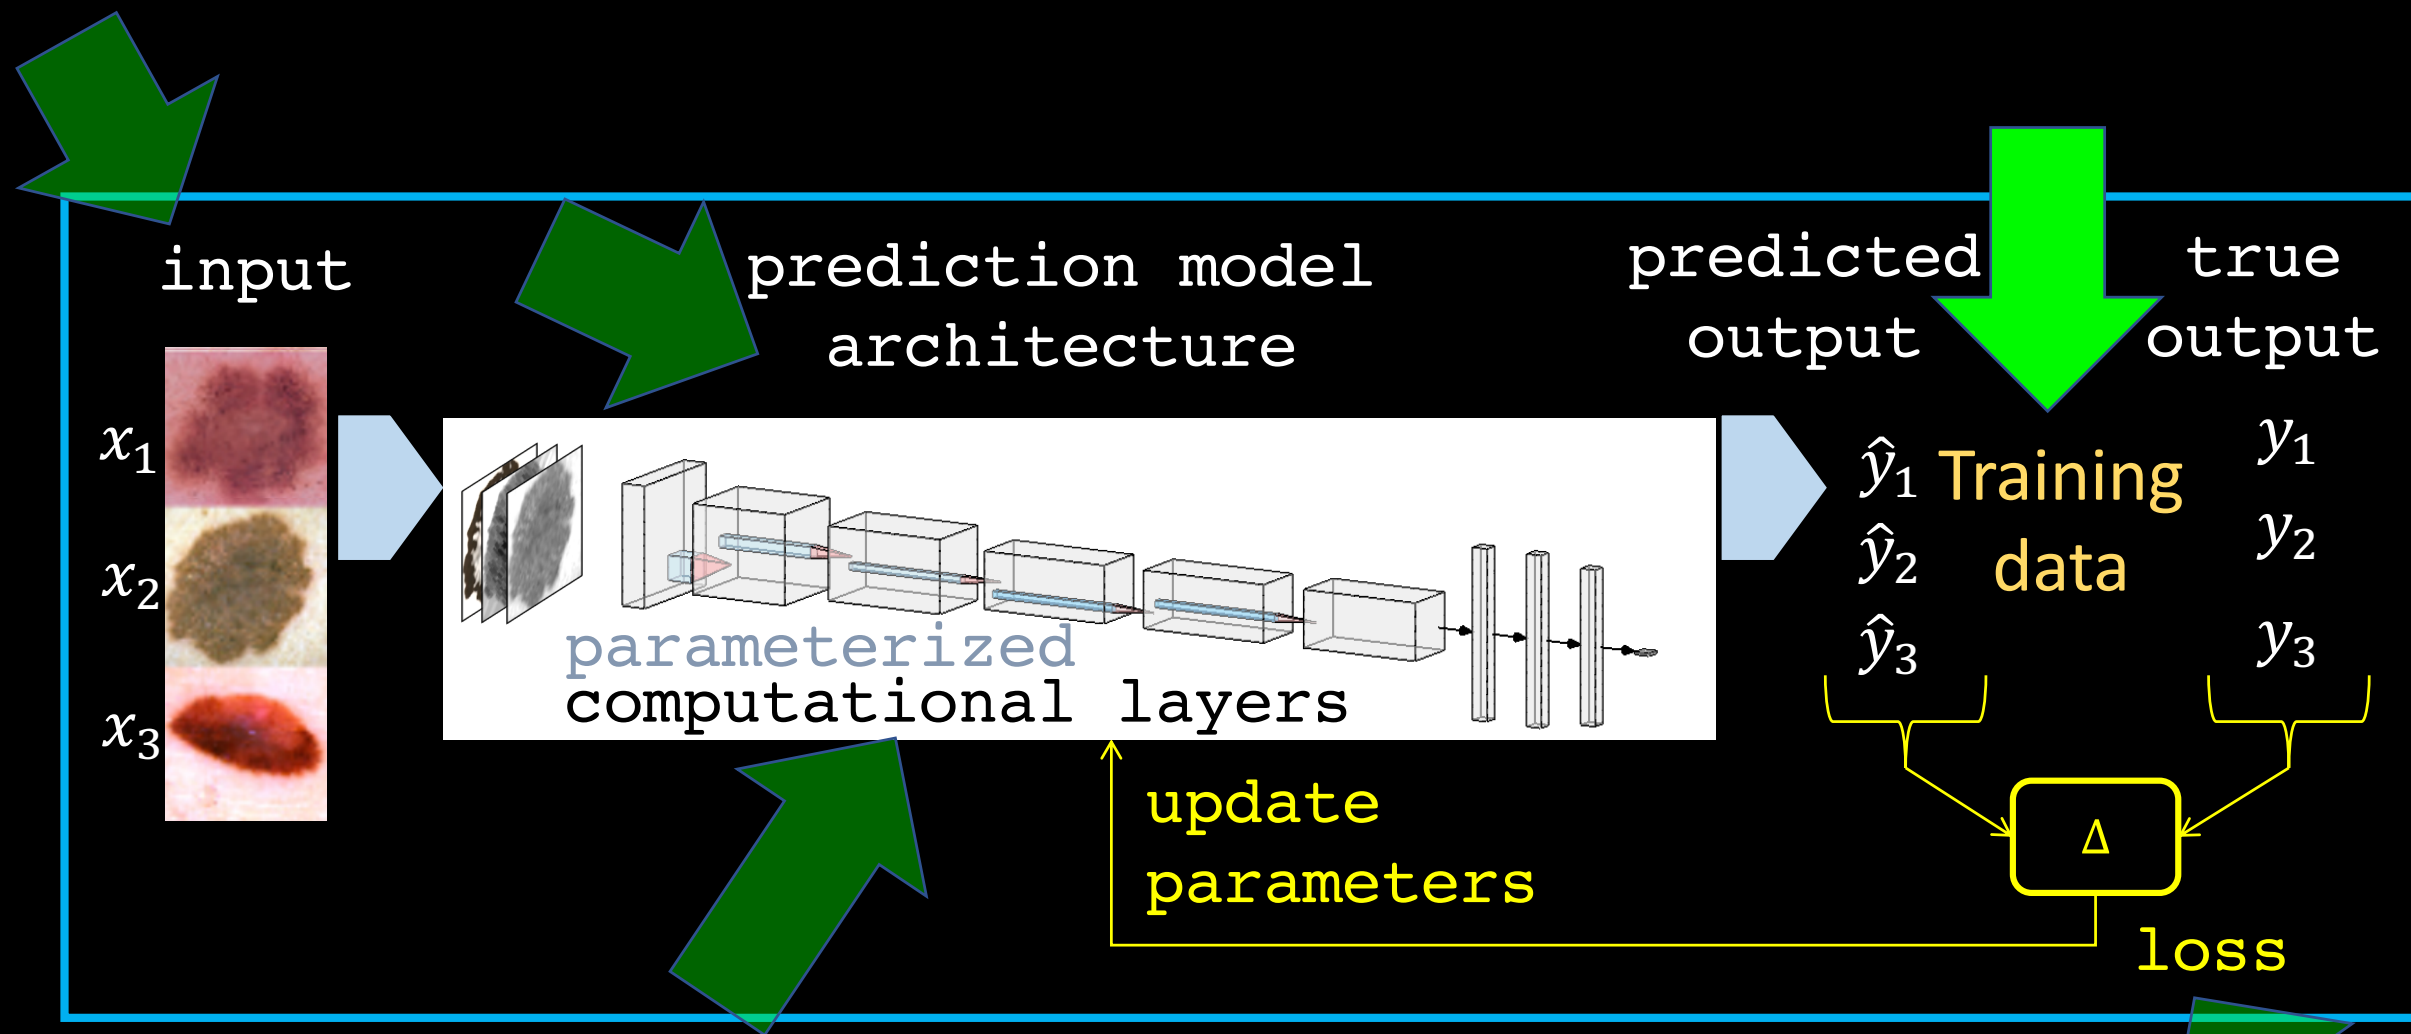 input
prediction model
architecture
predicted
output
true
output
x₁
x₂
x₃
parameterized
computational layers
ŷ₁
ŷ₂
ŷ₃
Training
data
y₁
y₂
y₃
update
parameters
Δ
loss